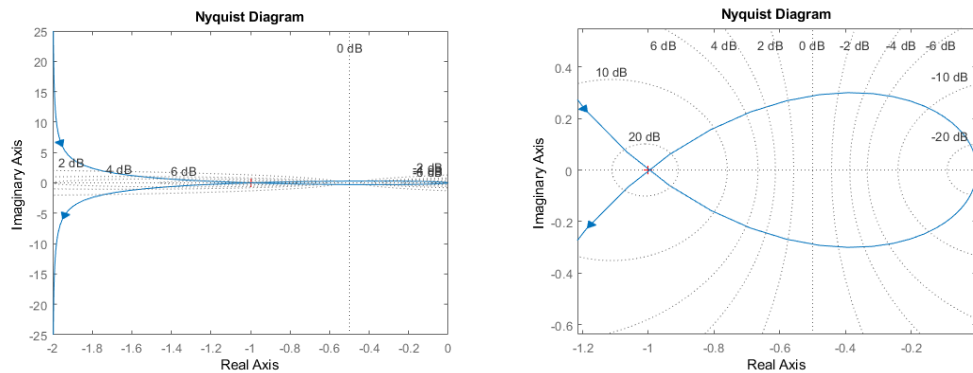 Nyquist Diagram
25
20
15
10
5
0
-5
-10
-15
-20
-25
Imaginary Axis
0 dB
2 dB
4 dB
6 dB
-2 dB
-4 dB
-6 dB
-2
-1.8
-1.6
-1.4
-1.2
-1
-0.8
-0.6
-0.4
-0.2
0
Real Axis
Nyquist Diagram
0.4
0.2
0
-0.2
-0.4
-0.6
Imaginary Axis
6 dB
4 dB
2 dB
0 dB
-2 dB
-4 dB
-6 dB
10 dB
-10 dB
20 dB
-20 dB
-1.2
-1
-0.8
-0.6
-0.4
-0.2
Real Axis